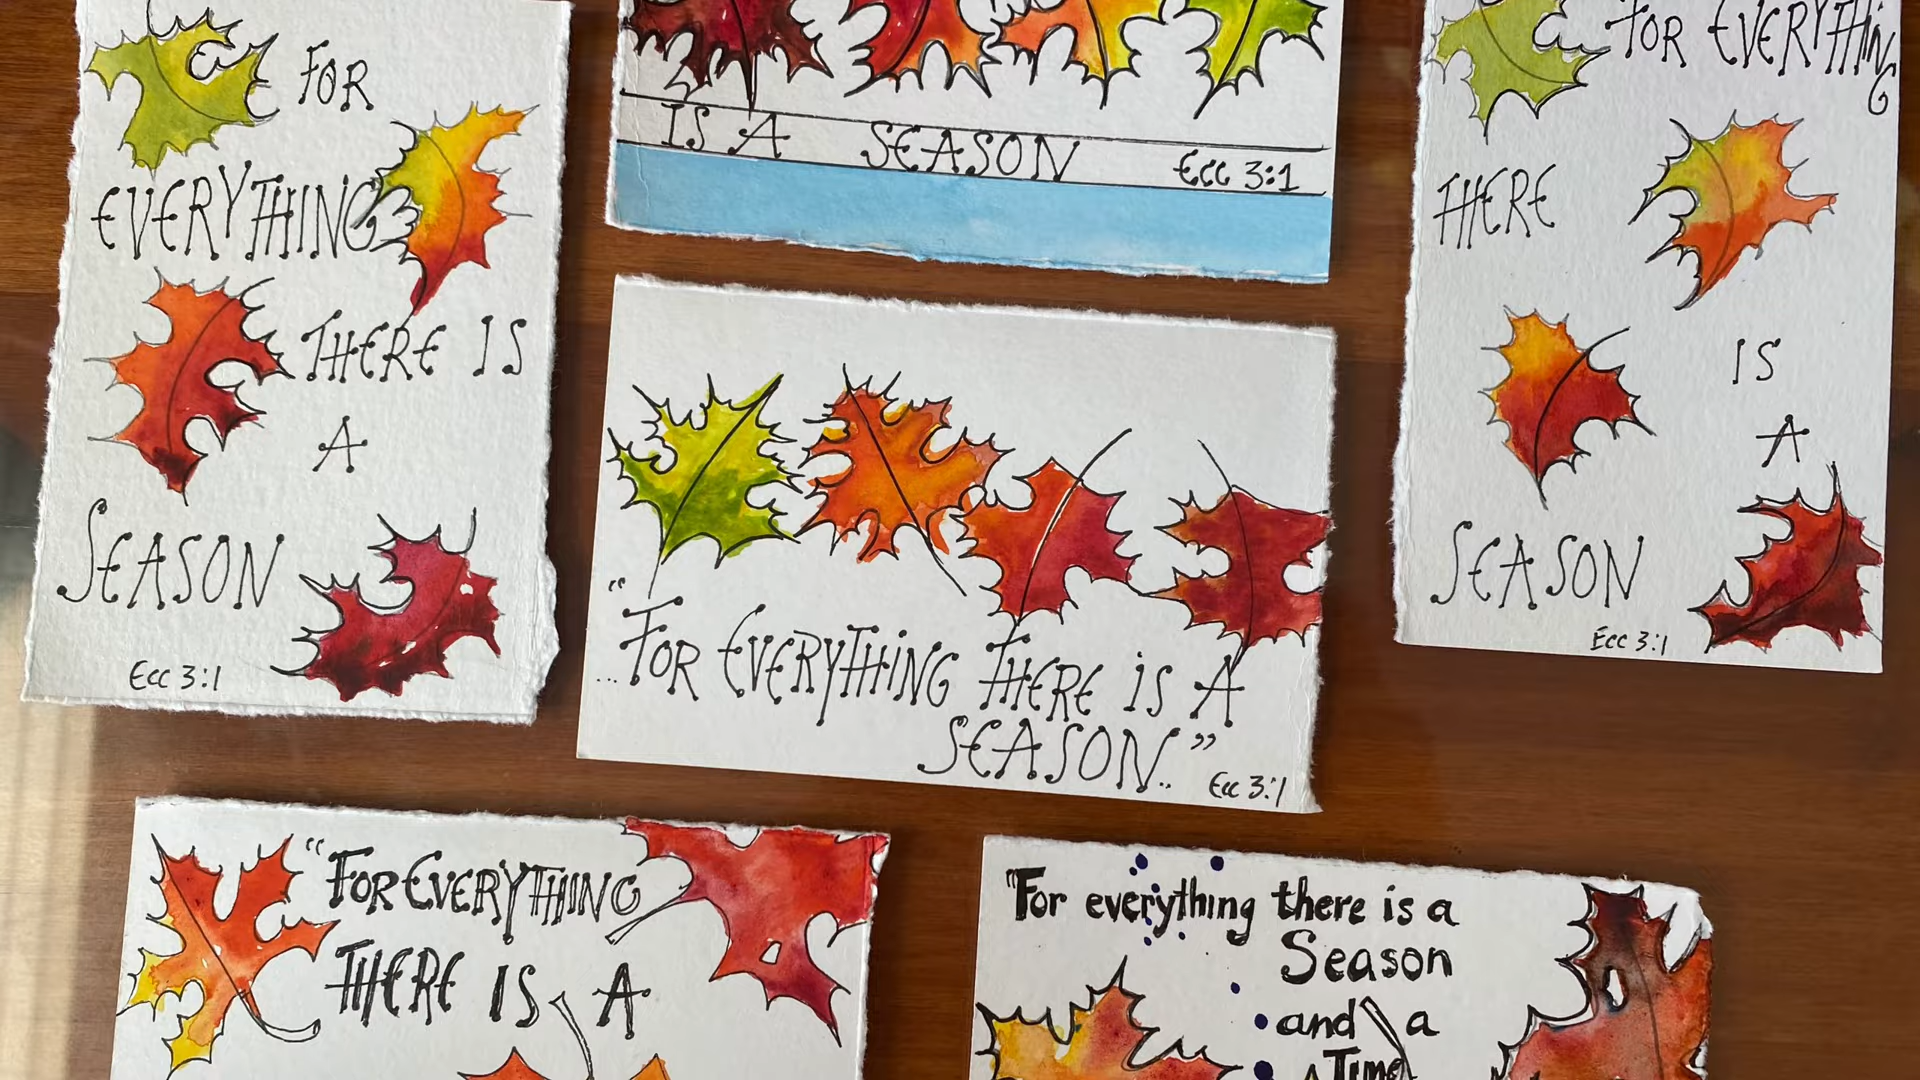 FOR
EVERYTHING
THERE IS
A
SEASON
Ecc 3:1
IS A SEASON Ecc 3:1
FOR EVERYTHING
THERE
IS
A
SEASON
Ecc 3:1
"
...FOR EVERYTHING THERE IS A
SEASON.."
Ecc 3:1
"FOR EVERYTHING
THERE IS A
"For everything there is a
Season
and a
Time